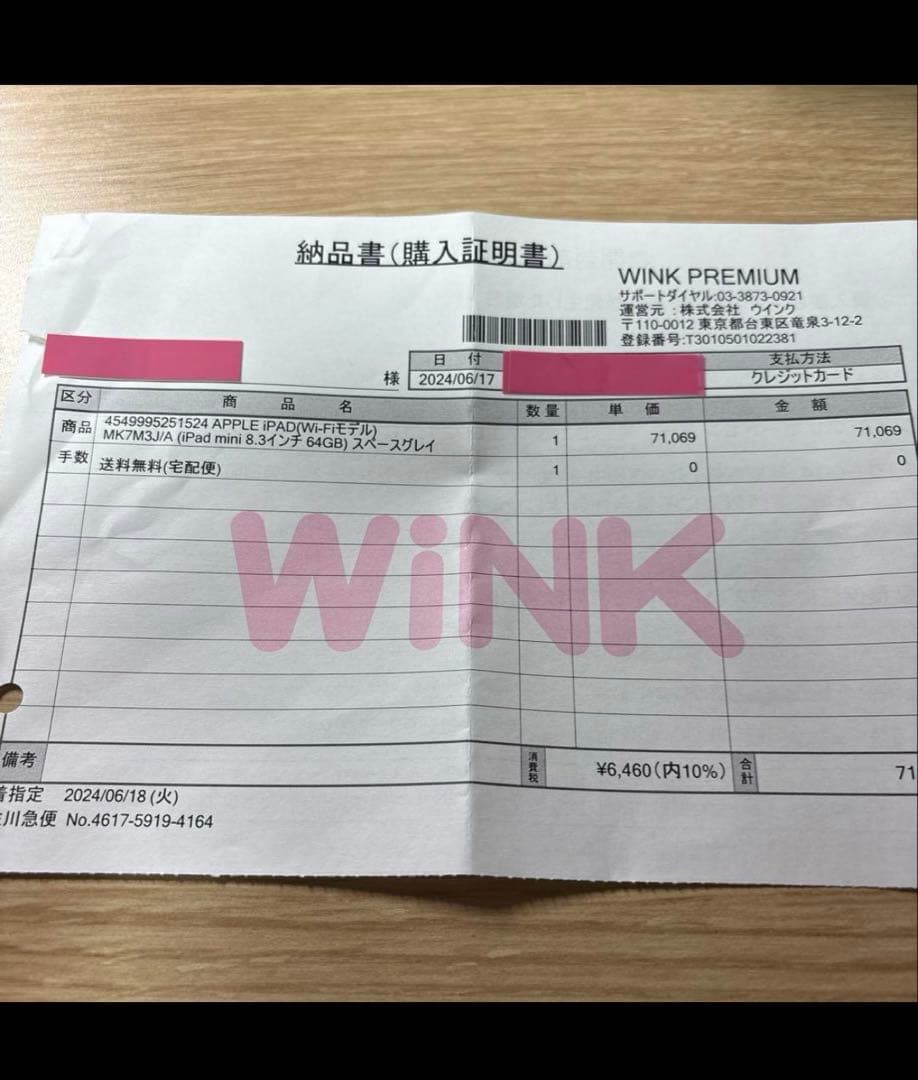 納品書(購入証明書)
WINK PREMIUM
サポートダイヤル:03-3873-0921
運営元:株式会社 ウインク
〒110-0012 東京都台東区竜泉3-12-2
登録番号:T3010501022381
様
日 付
2024/06/17
支払方法
クレジットカード
区分 商 品 名 数量 単 価 金 額
商品 4549995251524 APPLE iPAD(Wi-Fiモデル)
MK7M3J/A (iPad mini 8.3インチ 64GB) スペースグレイ 1 71,069 71,069
手数 送料無料(宅配便) 1 0 0
WiNK
備考 消費税 ¥6,460(内10%) 合計 71
着指定 2024/06/18 (火)
川急便 No.4617-5919-4164